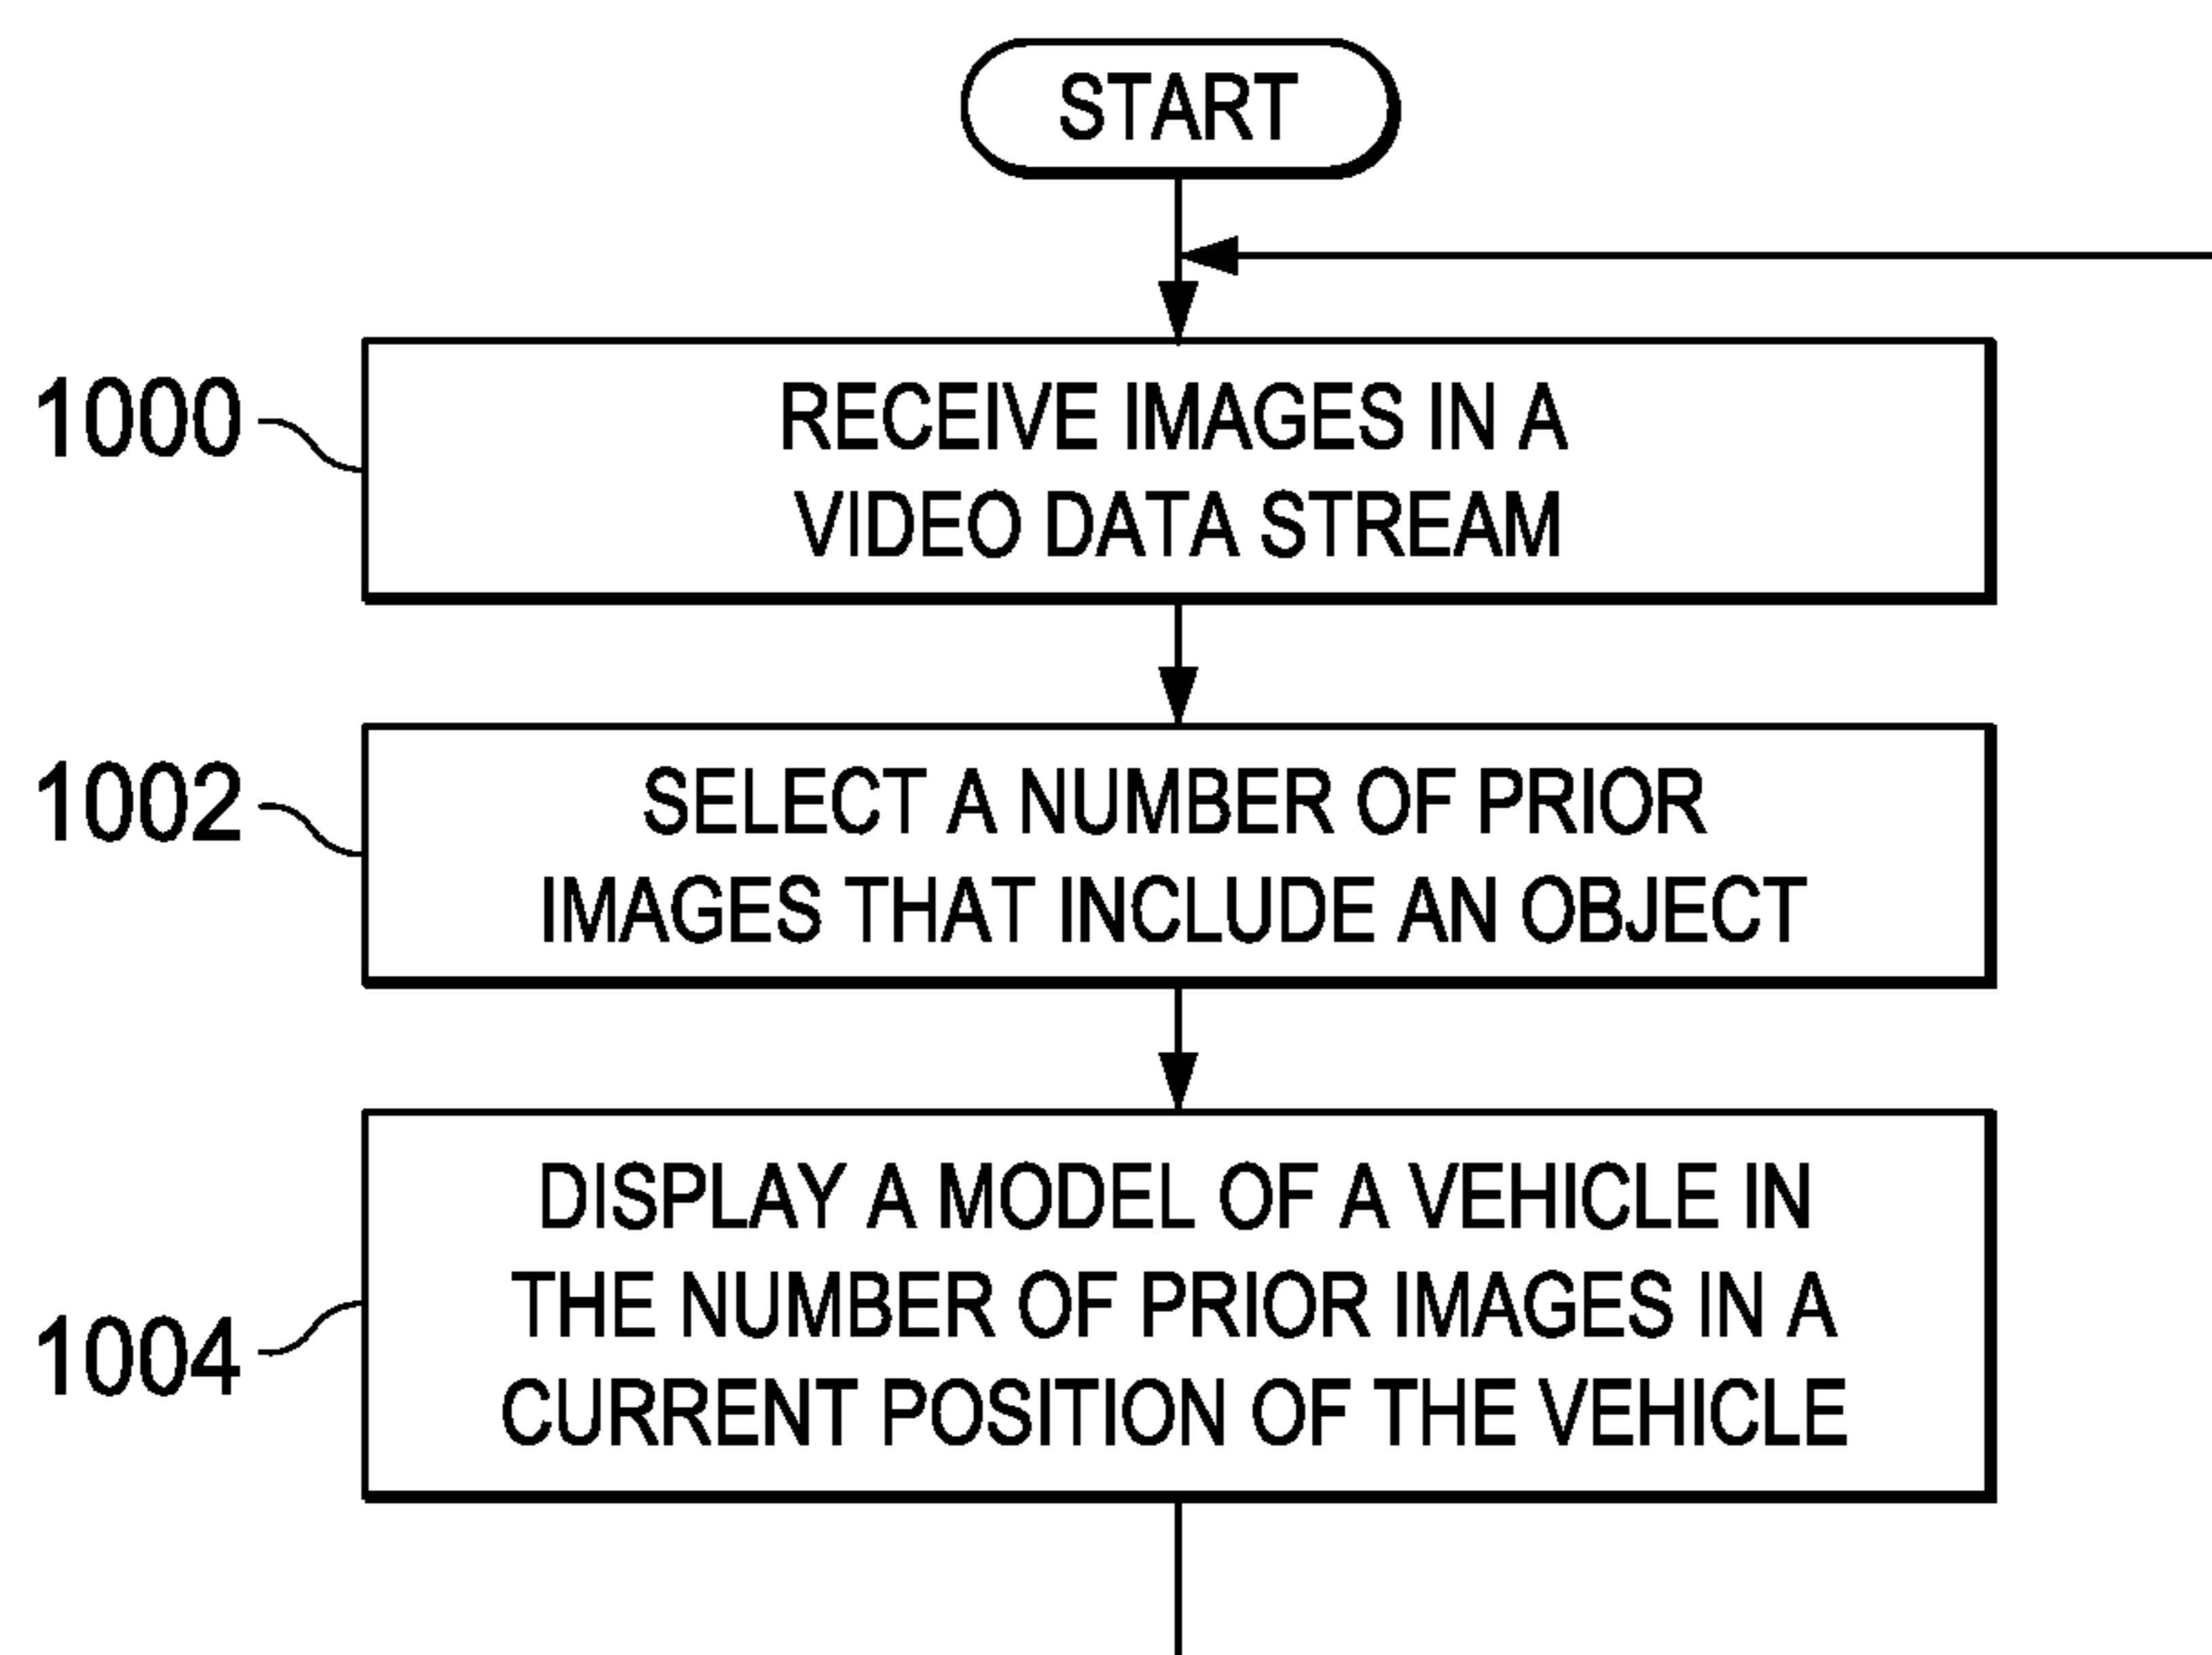 START
1000
RECEIVE IMAGES IN A
VIDEO DATA STREAM
1002
SELECT A NUMBER OF PRIOR
IMAGES THAT INCLUDE AN OBJECT
1004
DISPLAY A MODEL OF A VEHICLE IN
THE NUMBER OF PRIOR IMAGES IN A
CURRENT POSITION OF THE VEHICLE